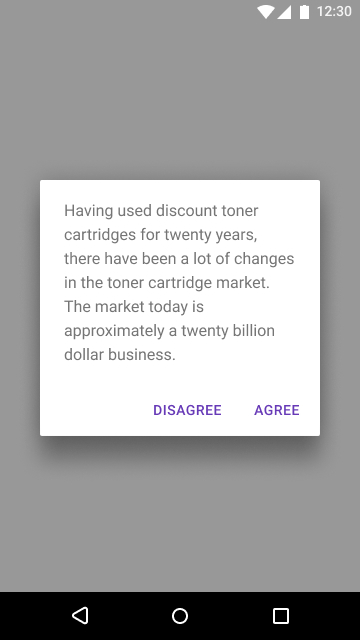 12:30
Having used discount toner
cartridges for twenty years,
there have been a lot of changes
in the toner cartridge market.
The market today is
approximately a twenty billion
dollar business.
DISAGREE AGREE